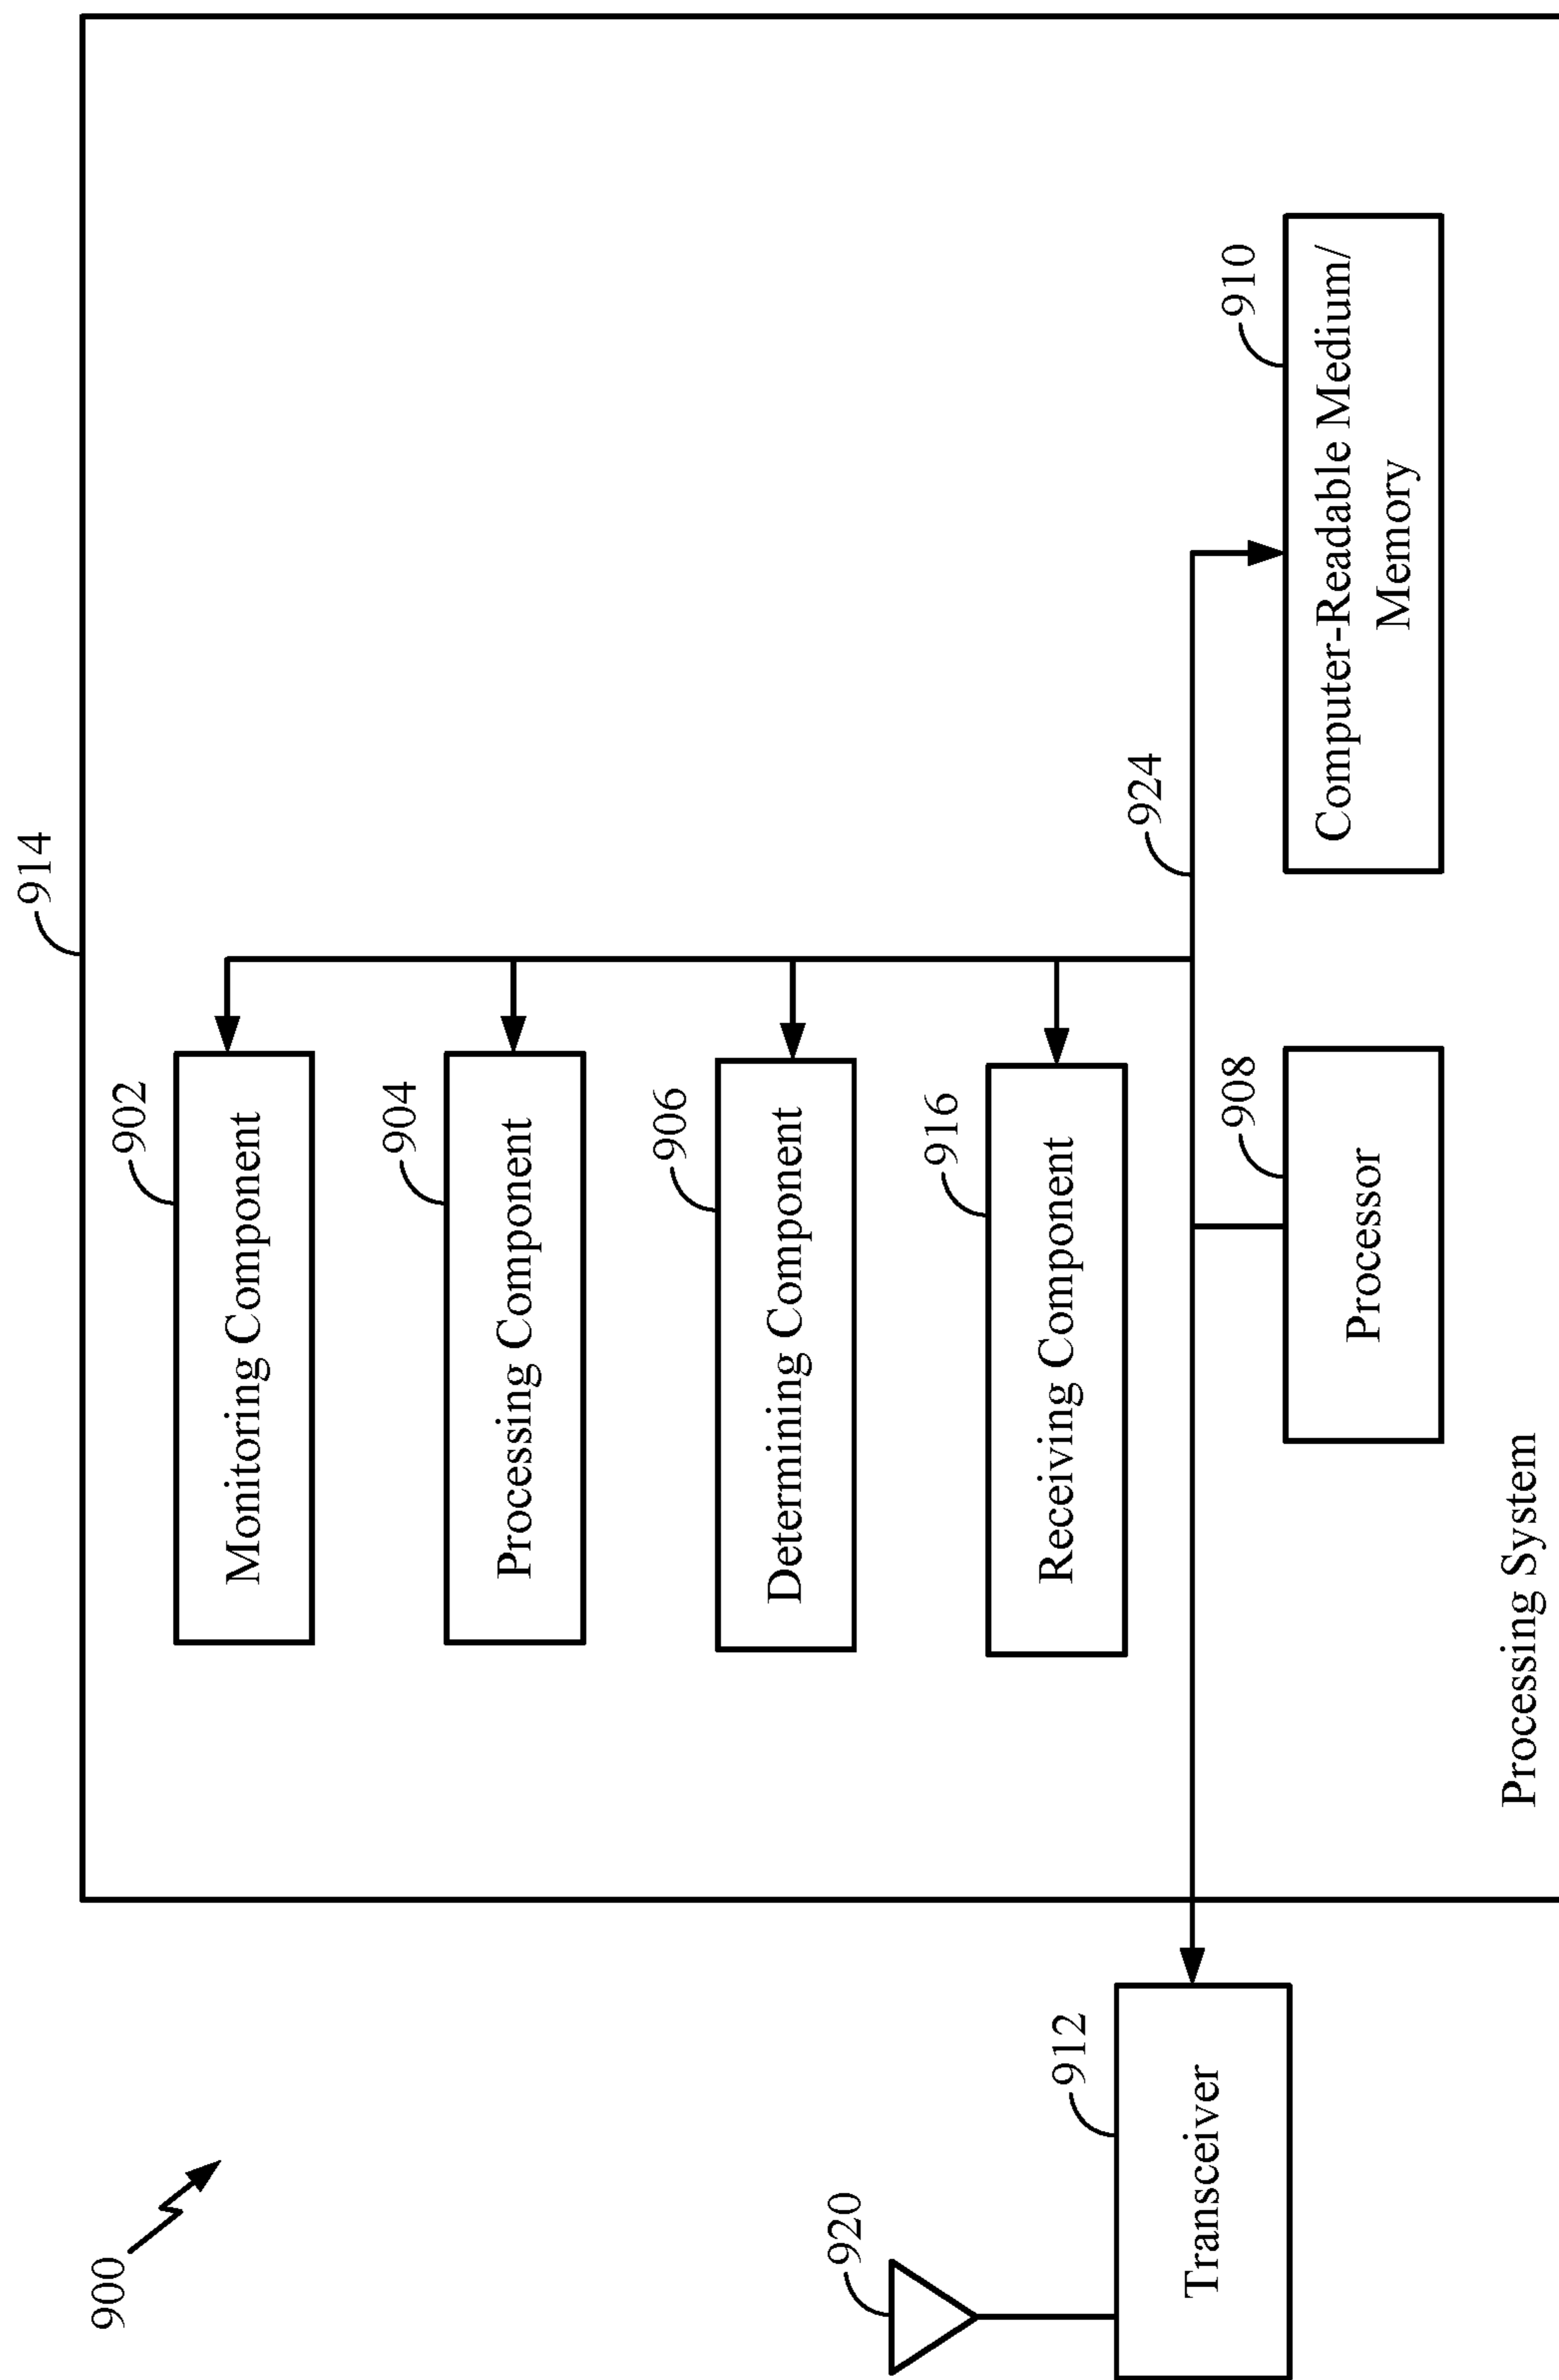 900
914
902
Monitoring Component
904
Processing Component
906
Determining Component
916
Receiving Component
920
912
Transceiver
924
908
Processor
910
Computer-Readable Medium/
Memory
Processing System